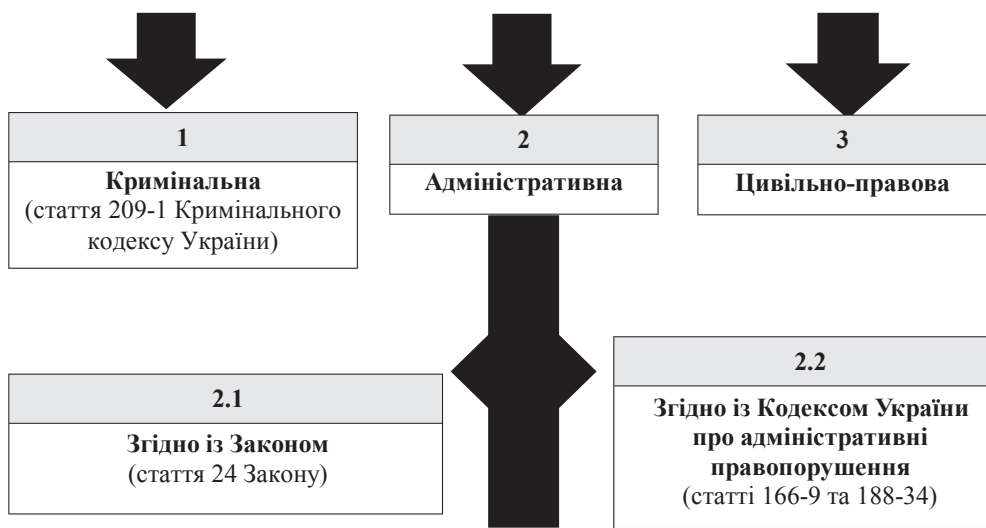 1
Кримінальна
(стаття 209-1 Кримінального
кодексу України)
2
Адміністративна
3
Цивільно-правова
2.1
Згідно із Законом
(стаття 24 Закону)
2.2
Згідно із Кодексом України
про адміністративні
правопорушення
(статті 166-9 та 188-34)